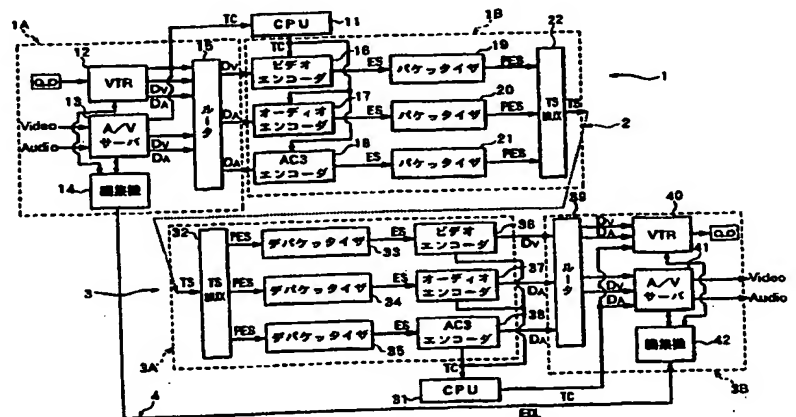 1A
TC
CPU
11
1B
22
12
15
16
19
VTR
DV
DV
DA
TC
ビデオ
エンコーダ
ES
パケッタイザ
PES
1
13
17
20
Video
Audio
A/V
サーバ
DV
DA
ルータ
DA
オーディオ
エンコーダ
ES
パケッタイザ
PES
TS
MUX
TS
2
18
21
14
編集機
DA
AC3
エンコーダ
ES
パケッタイザ
PES
32
36
39
40
PES
デパケッタイザ
33
ES
ビデオ
エンコーダ
DV
DV
DA
VTR
41
3
TS
TS
MUX
PES
デパケッタイザ
34
ES
オーディオ
エンコーダ
37
DA
ルータ
DV
DA
A/V
サーバ
Video
Audio
38
PES
デパケッタイザ
35
ES
AC3
エンコーダ
DA
編集機
42
3A
TC
31
CPU
TC
3B
4
EDL